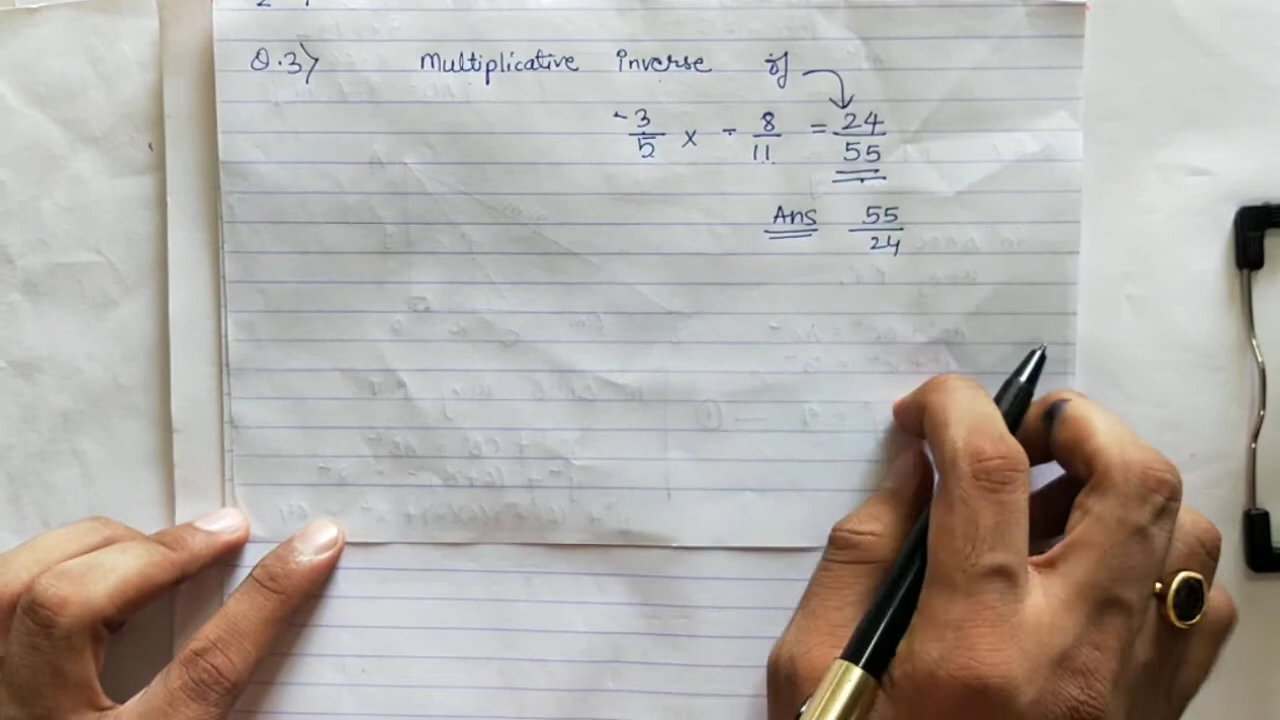 Q.3) Multiplicative inverse of
-3/5 x -8/11 = 24/55
Ans 55/24